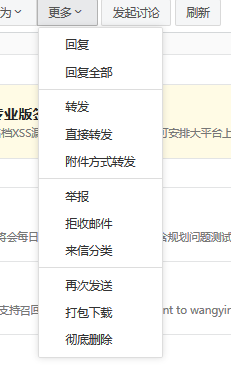 为
更多
发起讨论
刷新
回复
回复全部
转发
专业版签
直接转发
档XSS漏
可安排大平台上
附件方式转发
举报
拒收邮件
将会每日
含规划问题测试
来信分类
再次发送
支持召回
打包下载
nt to wangyin
彻底删除